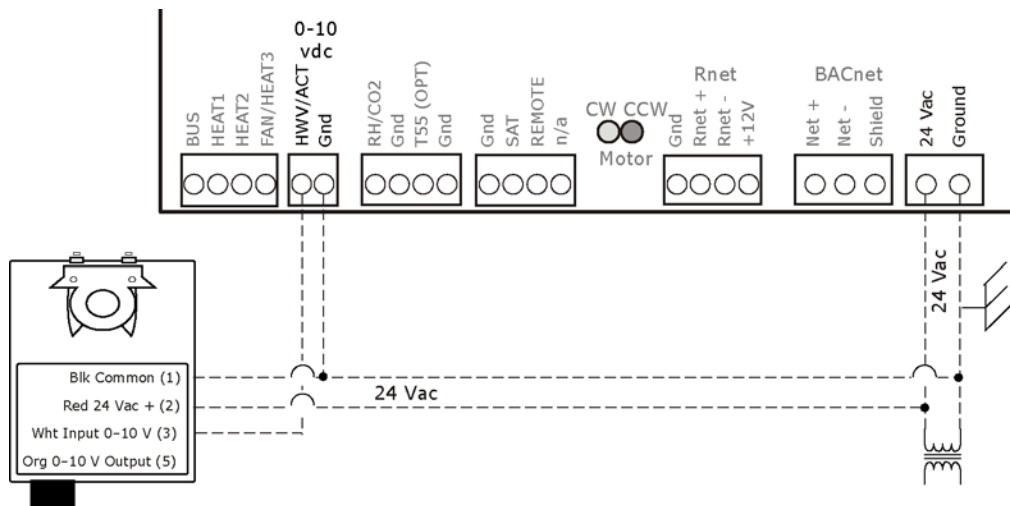 0-10
vdc
BUS
HEAT1
HEAT2
FAN/HEAT3
HWV/ACT
Gnd
RH/CO2
Gnd
T55 (OPT)
Gnd
Gnd
SAT
REMOTE
n/a
CW CCW
Motor
Rnet
Gnd
Rnet +
Rnet -
+12V
BACnet
Net +
Net -
Shield
24 Vac
Ground
24 Vac
Blk Common (1)
Red 24 Vac + (2)
Wht Input 0-10 V (3)
Org 0-10 V Output (5)
24 Vac